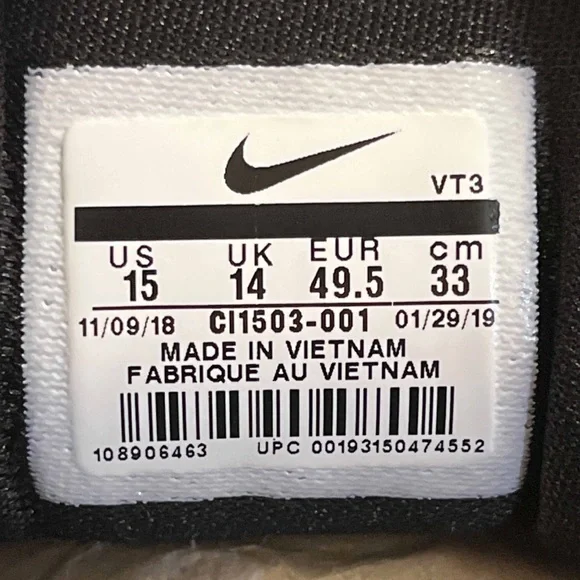 VT3
US UK EUR cm
15 14 49.5 33
11/09/18 CI1503-001 01/29/19
MADE IN VIETNAM
FABRIQUE AU VIETNAM
108906463 UPC 00193150474552